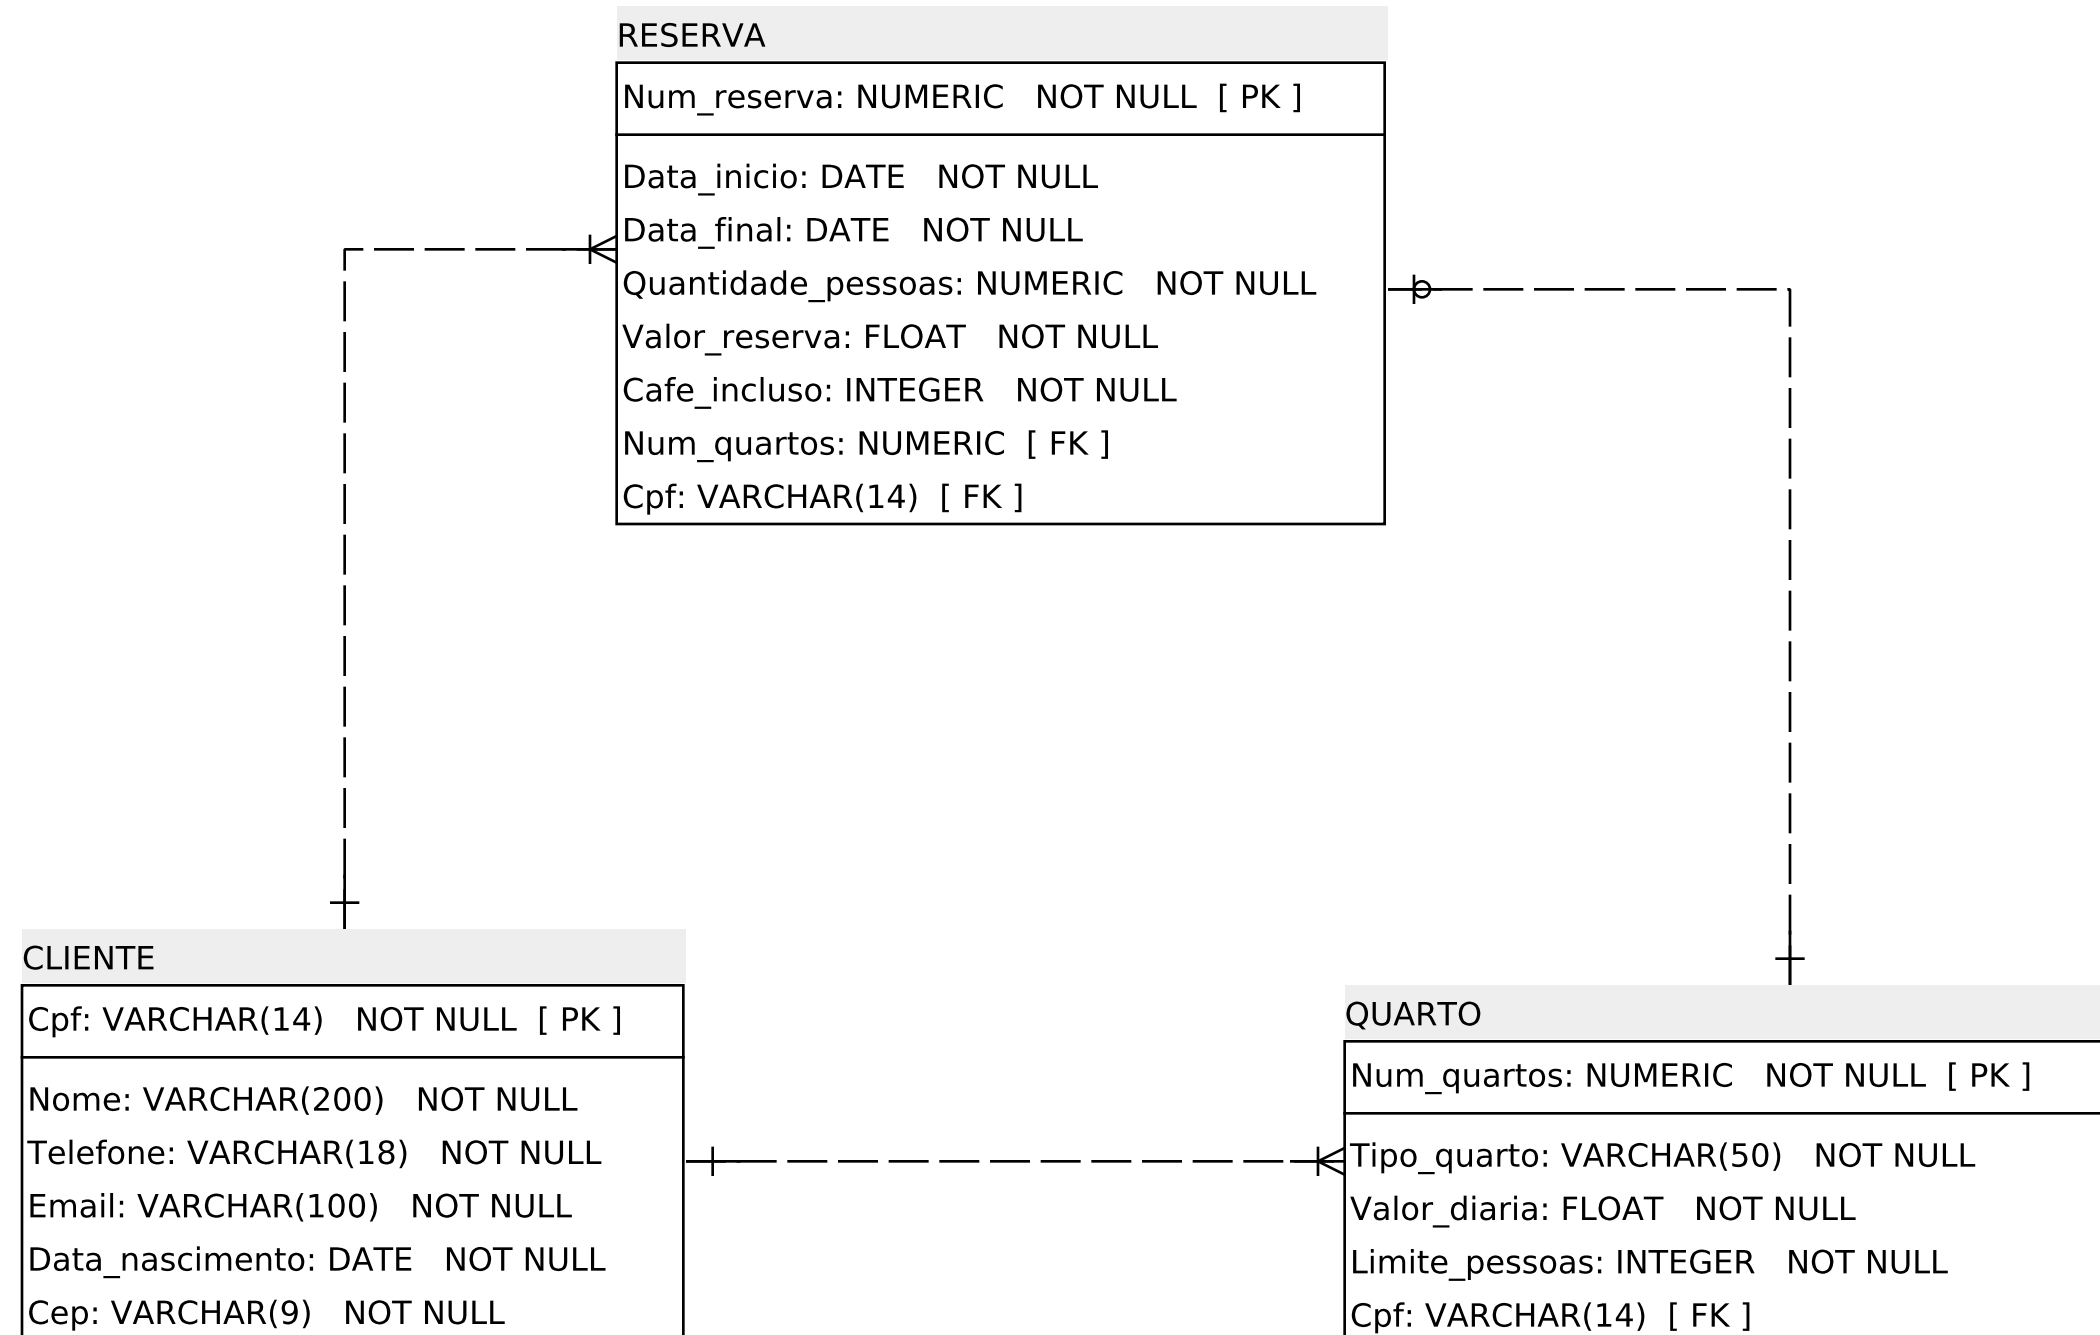 RESERVA
Num_reserva: NUMERIC NOT NULL [ PK ]
Data_inicio: DATE NOT NULL
Data_final: DATE NOT NULL
Quantidade_pessoas: NUMERIC NOT NULL
Valor_reserva: FLOAT NOT NULL
Cafe_incluso: INTEGER NOT NULL
Num_quartos: NUMERIC [ FK ]
Cpf: VARCHAR(14) [ FK ]
CLIENTE
Cpf: VARCHAR(14) NOT NULL [ PK ]
Nome: VARCHAR(200) NOT NULL
Telefone: VARCHAR(18) NOT NULL
Email: VARCHAR(100) NOT NULL
Data_nascimento: DATE NOT NULL
Cep: VARCHAR(9) NOT NULL
QUARTO
Num_quartos: NUMERIC NOT NULL [ PK ]
Tipo_quarto: VARCHAR(50) NOT NULL
Valor_diaria: FLOAT NOT NULL
Limite_pessoas: INTEGER NOT NULL
Cpf: VARCHAR(14) [ FK ]